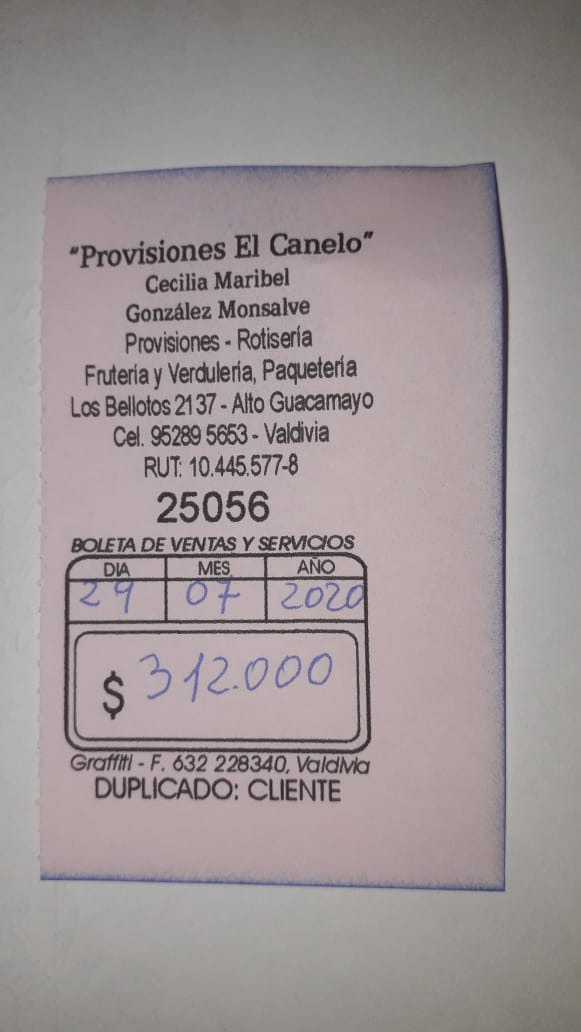 “Provisiones El Canelo”
Cecilia Maribel
González Monsalve
Provisiones - Rotisería
Frutería y Verdulería, Paquetería
Los Bellotos 2137 - Alto Guacamayo
Cel. 95289 5653 - Valdivia
RUT: 10.445.577-8
25056
BOLETA DE VENTAS Y SERVICIOS
DIA MES AÑO
29 07 2020
$ 312.000
Graffiti - F. 632 228340, Valdivia
DUPLICADO: CLIENTE